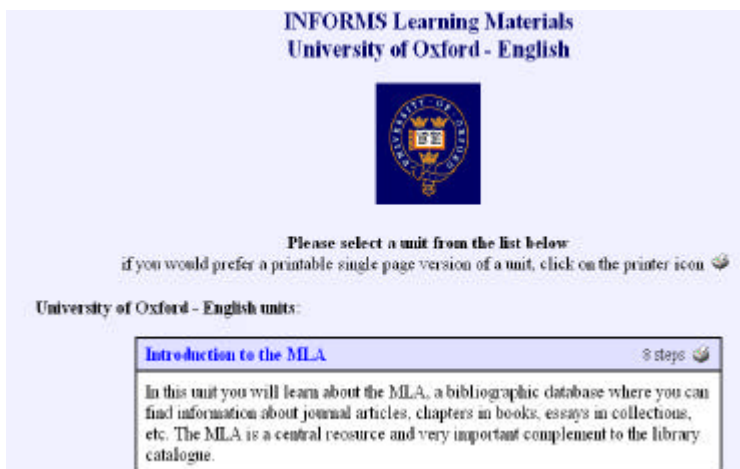 INFORMS Learning Materials
University of Oxford - English
UNIVERSITY OF OXFORD
Please select a unit from the list below
if you would prefer a printable single page version of a unit, click on the printer icon
University of Oxford - English units:
Introduction to the MLA 8 steps
In this unit you will learn about the MLA, a bibliographic database where you can
find information about journal articles, chapters in books, essays in collections,
etc. The MLA is a central reosurce and very important complement to the library
catalogue.